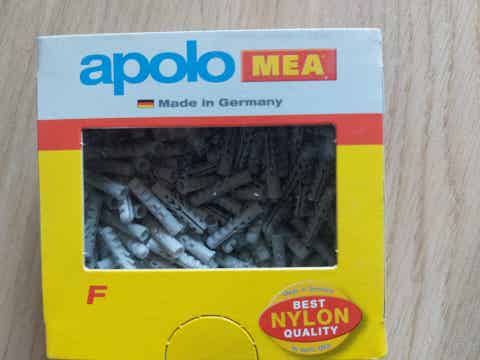 apolo MEA
Made in Germany
F
BEST
NYLON
QUALITY